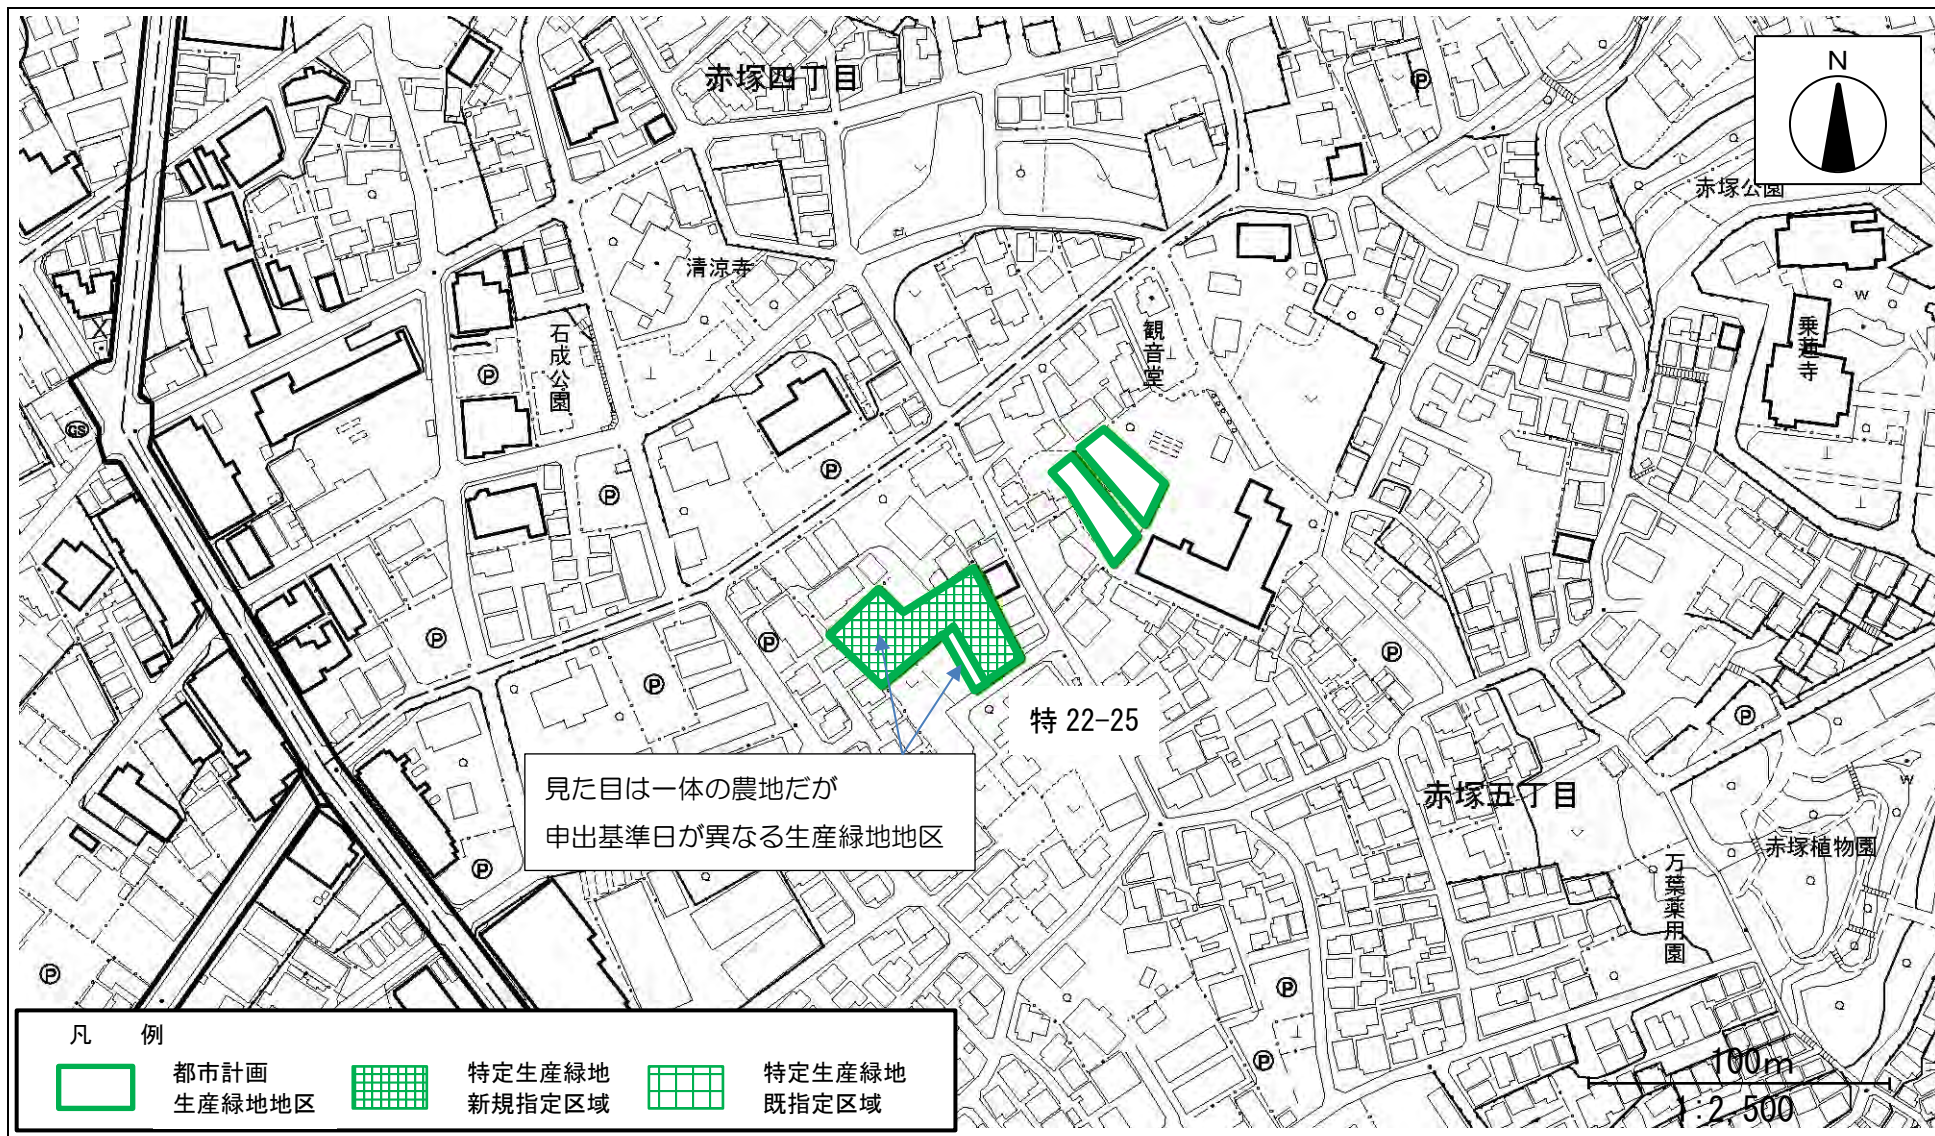 赤塚四丁目
N
Ⓟ
赤塚公園
清涼寺
観音堂
W
乗蓮寺
石成公園
Ⓟ
GS
Ⓟ
Ⓟ
Ⓟ
Ⓟ
Ⓟ
Ⓟ
特 22-25
Ⓟ
見た目は一体の農地だが
申出基準日が異なる生産緑地地区
赤塚五丁目
W
赤塚植物園
万葉薬用園
Ⓟ
Ⓟ
Ⓟ
Ⓟ
凡 例
都市計画
生産緑地地区
特定生産緑地
新規指定区域
特定生産緑地
既指定区域
100m
1:2,500